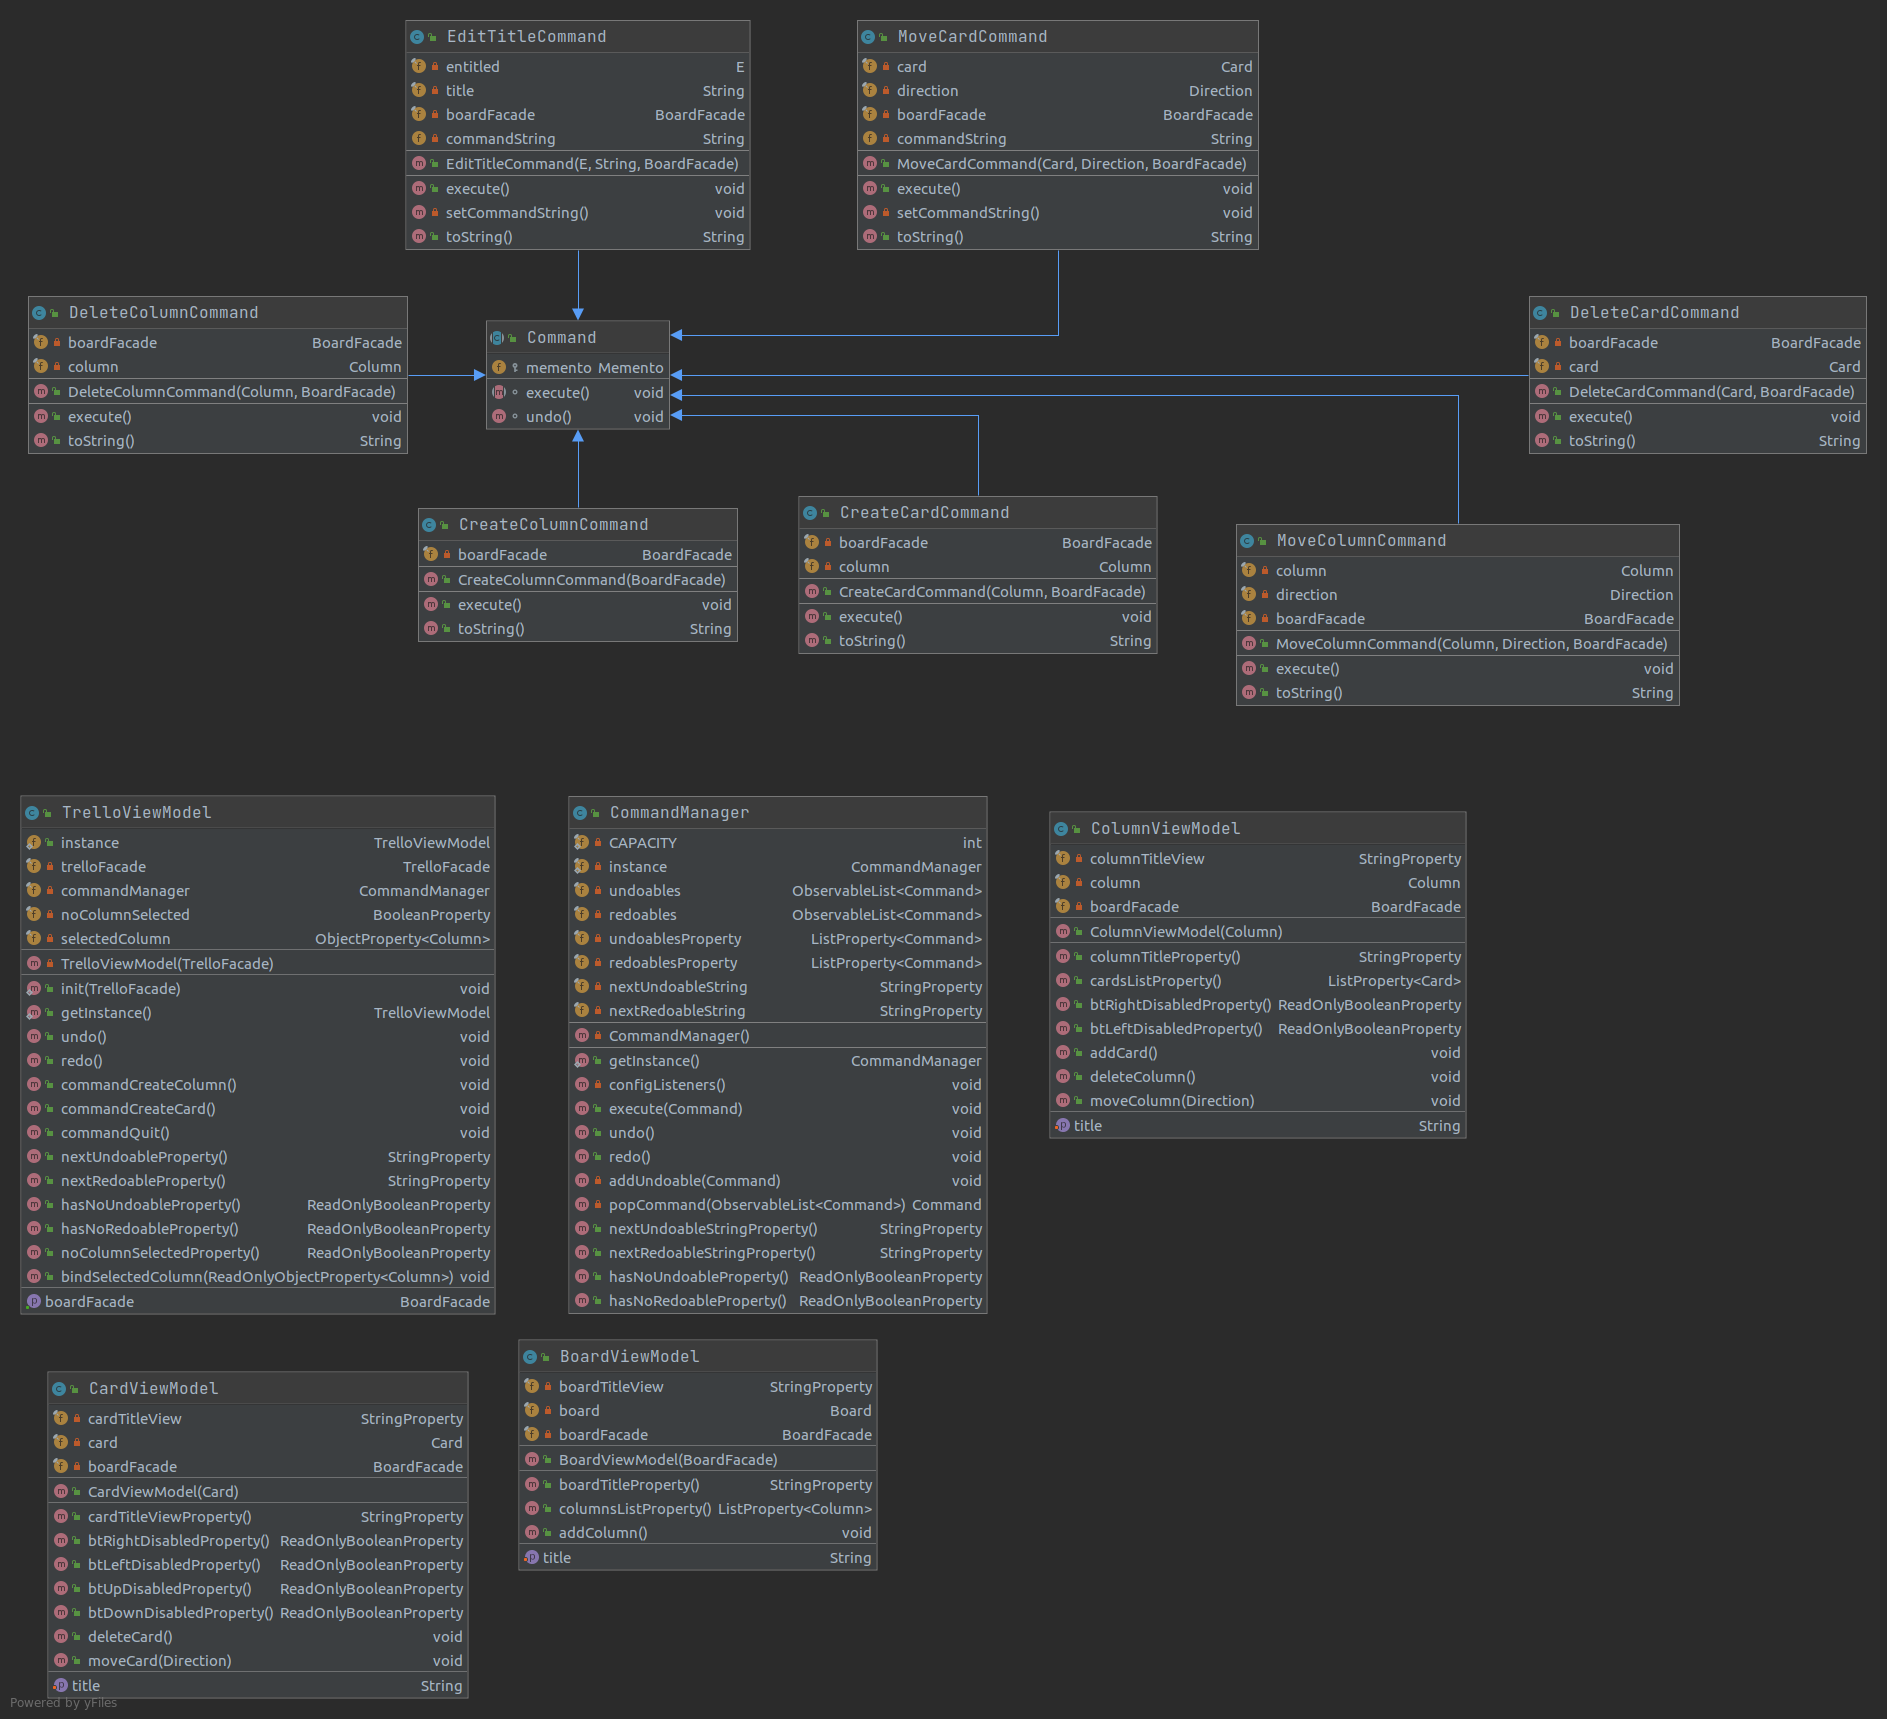 EditTitleCommand
entitled E
title String
boardFacade BoardFacade
commandString String
EditTitleCommand(E, String, BoardFacade)
execute() void
setCommandString() void
toString() String
MoveCardCommand
card Card
direction Direction
boardFacade BoardFacade
commandString String
MoveCardCommand(Card, Direction, BoardFacade)
execute() void
setCommandString() void
toString() String
DeleteColumnCommand
boardFacade BoardFacade
column Column
DeleteColumnCommand(Column, BoardFacade)
execute() void
toString() String
Command
memento Memento
execute() void
undo() void
DeleteCardCommand
boardFacade BoardFacade
card Card
DeleteCardCommand(Card, BoardFacade)
execute() void
toString() String
CreateColumnCommand
boardFacade BoardFacade
CreateColumnCommand(BoardFacade)
execute() void
toString() String
CreateCardCommand
boardFacade BoardFacade
column Column
CreateCardCommand(Column, BoardFacade)
execute() void
toString() String
MoveColumnCommand
column Column
direction Direction
boardFacade BoardFacade
MoveColumnCommand(Column, Direction, BoardFacade)
execute() void
toString() String
TrelloViewModel
instance TrelloViewModel
trelloFacade TrelloFacade
commandManager CommandManager
noColumnSelected BooleanProperty
selectedColumn ObjectProperty<Column>
TrelloViewModel(TrelloFacade)
init(TrelloFacade) void
getInstance() TrelloViewModel
undo() void
redo() void
commandCreateColumn() void
commandCreateCard() void
commandQuit() void
nextUndoableProperty() StringProperty
nextRedoableProperty() StringProperty
hasNoUndoableProperty() ReadOnlyBooleanProperty
hasNoRedoableProperty() ReadOnlyBooleanProperty
noColumnSelectedProperty() ReadOnlyBooleanProperty
bindSelectedColumn(ReadOnlyObjectProperty<Column>) void
boardFacade BoardFacade
CommandManager
CAPACITY int
instance CommandManager
undoables ObservableList<Command>
redoables ObservableList<Command>
undoablesProperty ListProperty<Command>
redoablesProperty ListProperty<Command>
nextUndoableString StringProperty
nextRedoableString StringProperty
CommandManager()
getInstance() CommandManager
configListeners() void
execute(Command) void
undo() void
redo() void
addUndoable(Command) void
popCommand(ObservableList<Command>) Command
nextUndoableStringProperty() StringProperty
nextRedoableStringProperty() StringProperty
hasNoUndoableProperty() ReadOnlyBooleanProperty
hasNoRedoableProperty() ReadOnlyBooleanProperty
ColumnViewModel
columnTitleView StringProperty
column Column
boardFacade BoardFacade
ColumnViewModel(Column)
columnTitleProperty() StringProperty
cardsListProperty() ListProperty<Card>
btRightDisabledProperty() ReadOnlyBooleanProperty
btLeftDisabledProperty() ReadOnlyBooleanProperty
addCard() void
deleteColumn() void
moveColumn(Direction) void
title String
CardViewModel
cardTitleView StringProperty
card Card
boardFacade BoardFacade
CardViewModel(Card)
cardTitleViewProperty() StringProperty
btRightDisabledProperty() ReadOnlyBooleanProperty
btLeftDisabledProperty() ReadOnlyBooleanProperty
btUpDisabledProperty() ReadOnlyBooleanProperty
btDownDisabledProperty() ReadOnlyBooleanProperty
deleteCard() void
moveCard(Direction) void
title String
BoardViewModel
boardTitleView StringProperty
board Board
boardFacade BoardFacade
BoardViewModel(BoardFacade)
boardTitleProperty() StringProperty
columnsListProperty() ListProperty<Column>
addColumn() void
title String
Powered by yFiles